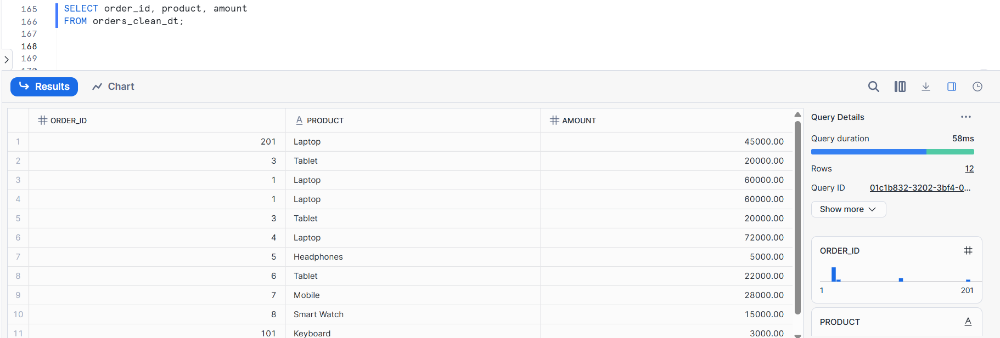 165 SELECT order_id, product, amount
166 FROM orders_clean_dt;
167
168
169
Results Chart
ORDER_ID PRODUCT AMOUNT
1 201 Laptop 45000.00
2 3 Tablet 20000.00
3 1 Laptop 60000.00
4 1 Laptop 60000.00
5 3 Tablet 20000.00
6 4 Laptop 72000.00
7 5 Headphones 5000.00
8 6 Tablet 22000.00
9 7 Mobile 28000.00
10 8 Smart Watch 15000.00
11 101 Keyboard 3000.00
Query Details
Query duration 58ms
Rows 12
Query ID 01c1b832-3202-3bf4-0...
Show more
ORDER_ID
1 201
PRODUCT